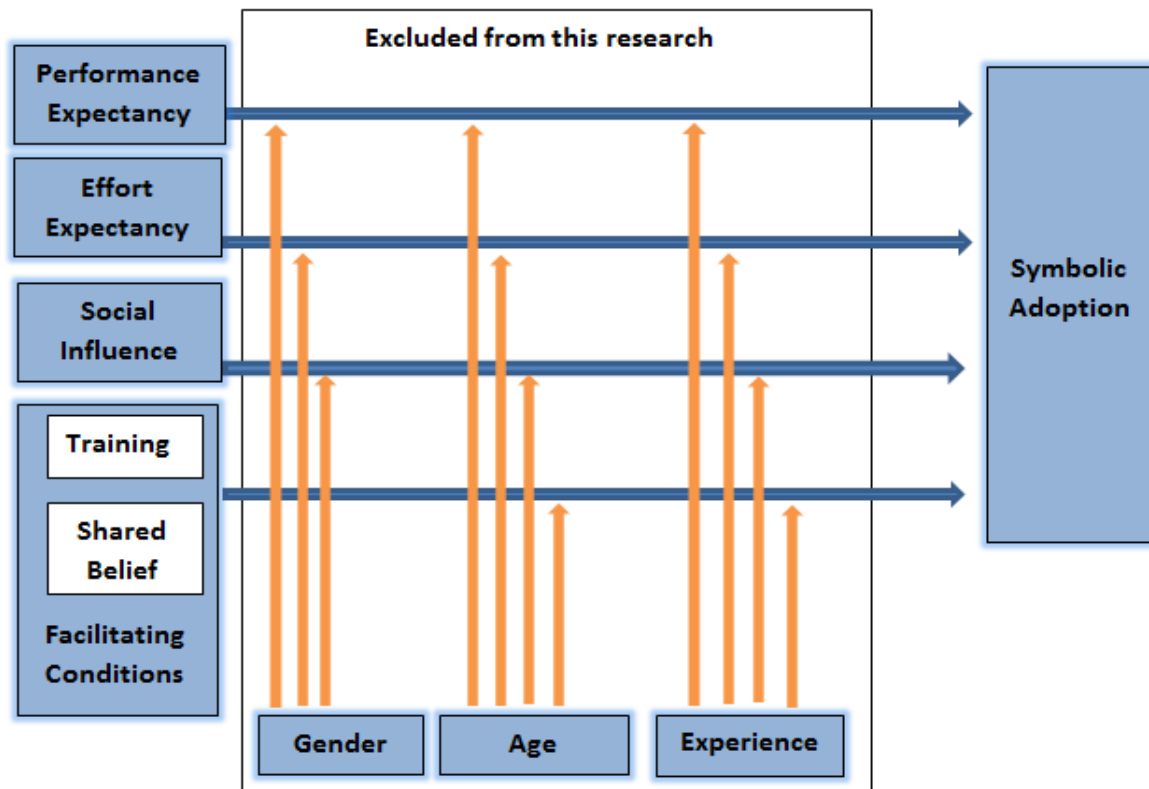 Excluded from this research
Performance
Expectancy
Effort
Expectancy
Social
Influence
Training
Shared
Belief
Facilitating
Conditions
Gender
Age
Experience
Symbolic
Adoption